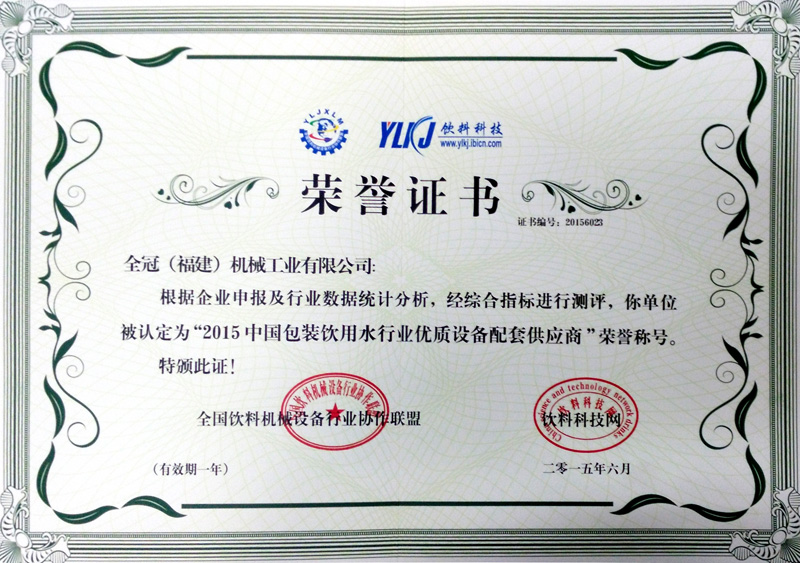 YLJXLM
YLKJ 饮料科技
www.ylkj.ibicn.com
荣誉证书
证书编号：20156023
全冠（福建）机械工业有限公司：
根据企业申报及行业数据统计分析，经综合指标进行测评，你单位
被认定为“2015中国包装饮用水行业优质设备配套供应商”荣誉称号。
特颁此证！
全国饮料机械设备行业协作联盟
饮料科技网
（有效期一年）
二零一五年六月